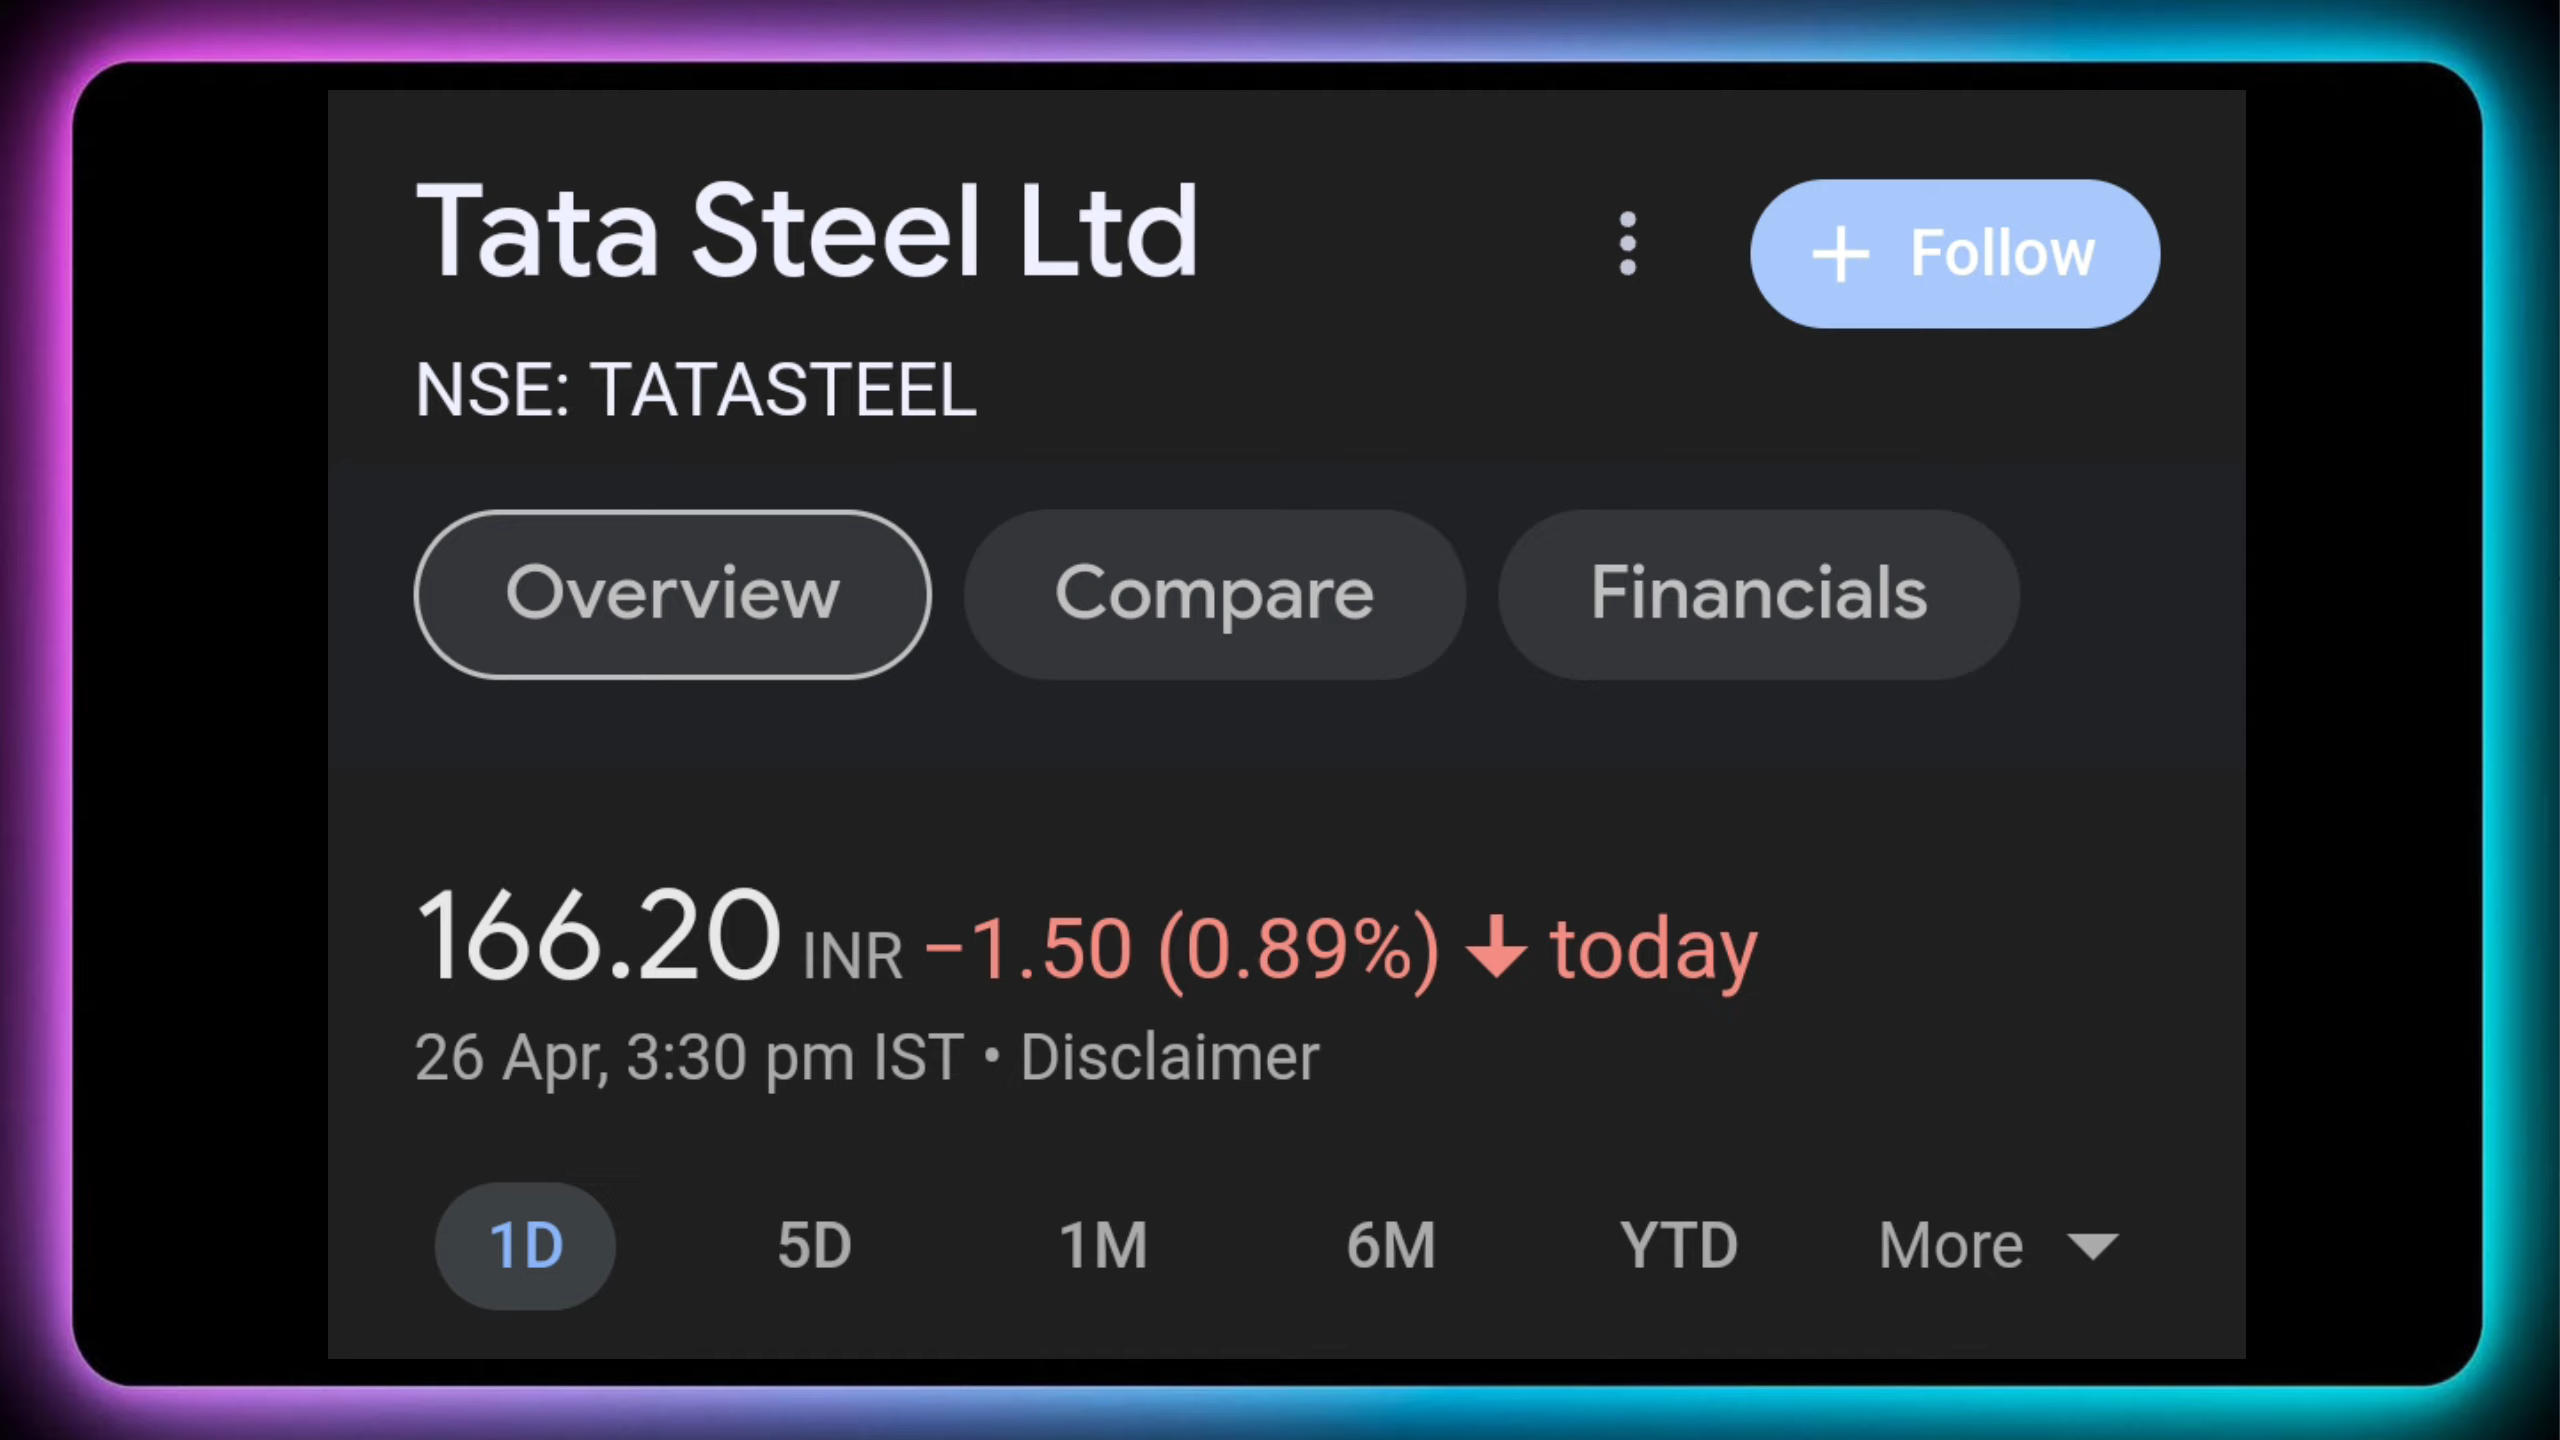 Tata Steel Ltd
+ Follow
NSE: TATASTEEL
Overview Compare Financials
166.20 INR −1.50 (0.89%) ↓ today
26 Apr, 3:30 pm IST • Disclaimer
1D 5D 1M 6M YTD More